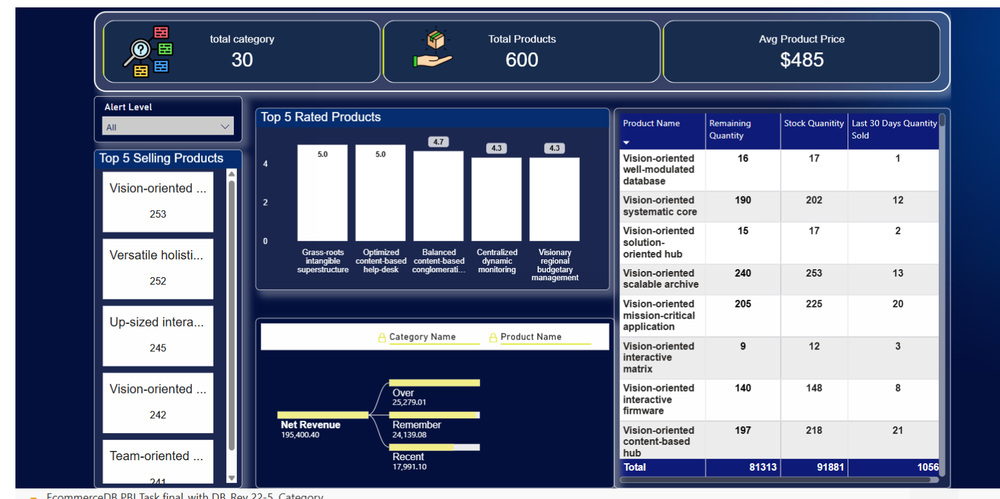 total category
30
Total Products
600
Avg Product Price
$485
Alert Level
All
Top 5 Selling Products
Vision-oriented ...
253
Versatile holisti...
252
Up-sized intera...
245
Vision-oriented ...
242
Team-oriented ...
241
Top 5 Rated Products
4
2
0
5.0
5.0
4.7
4.3
4.3
Grass-roots
intangible
superstructure
Optimized
content-based
help-desk
Balanced
content-based
conglomerati...
Centralized
dynamic
monitoring
Visionary
regional
budgetary
management
Category Name
Product Name
Net Revenue
195,400.40
Over
25,279.01
Remember
24,139.08
Recent
17,991.10
Product Name Remaining Quantity Stock Quanitity Last 30 Days Quantity Sold
Vision-oriented
well-modulated
database
16 17 1
Vision-oriented
systematic core
190 202 12
Vision-oriented
solution-
oriented hub
15 17 2
Vision-oriented
scalable archive
240 253 13
Vision-oriented
mission-critical
application
205 225 20
Vision-oriented
interactive
matrix
9 12 3
Vision-oriented
interactive
firmware
140 148 8
Vision-oriented
content-based
hub
197 218 21
Total 81313 91881 1056
EcommerceDB PBI Task final with DB Rev 22-5 Category